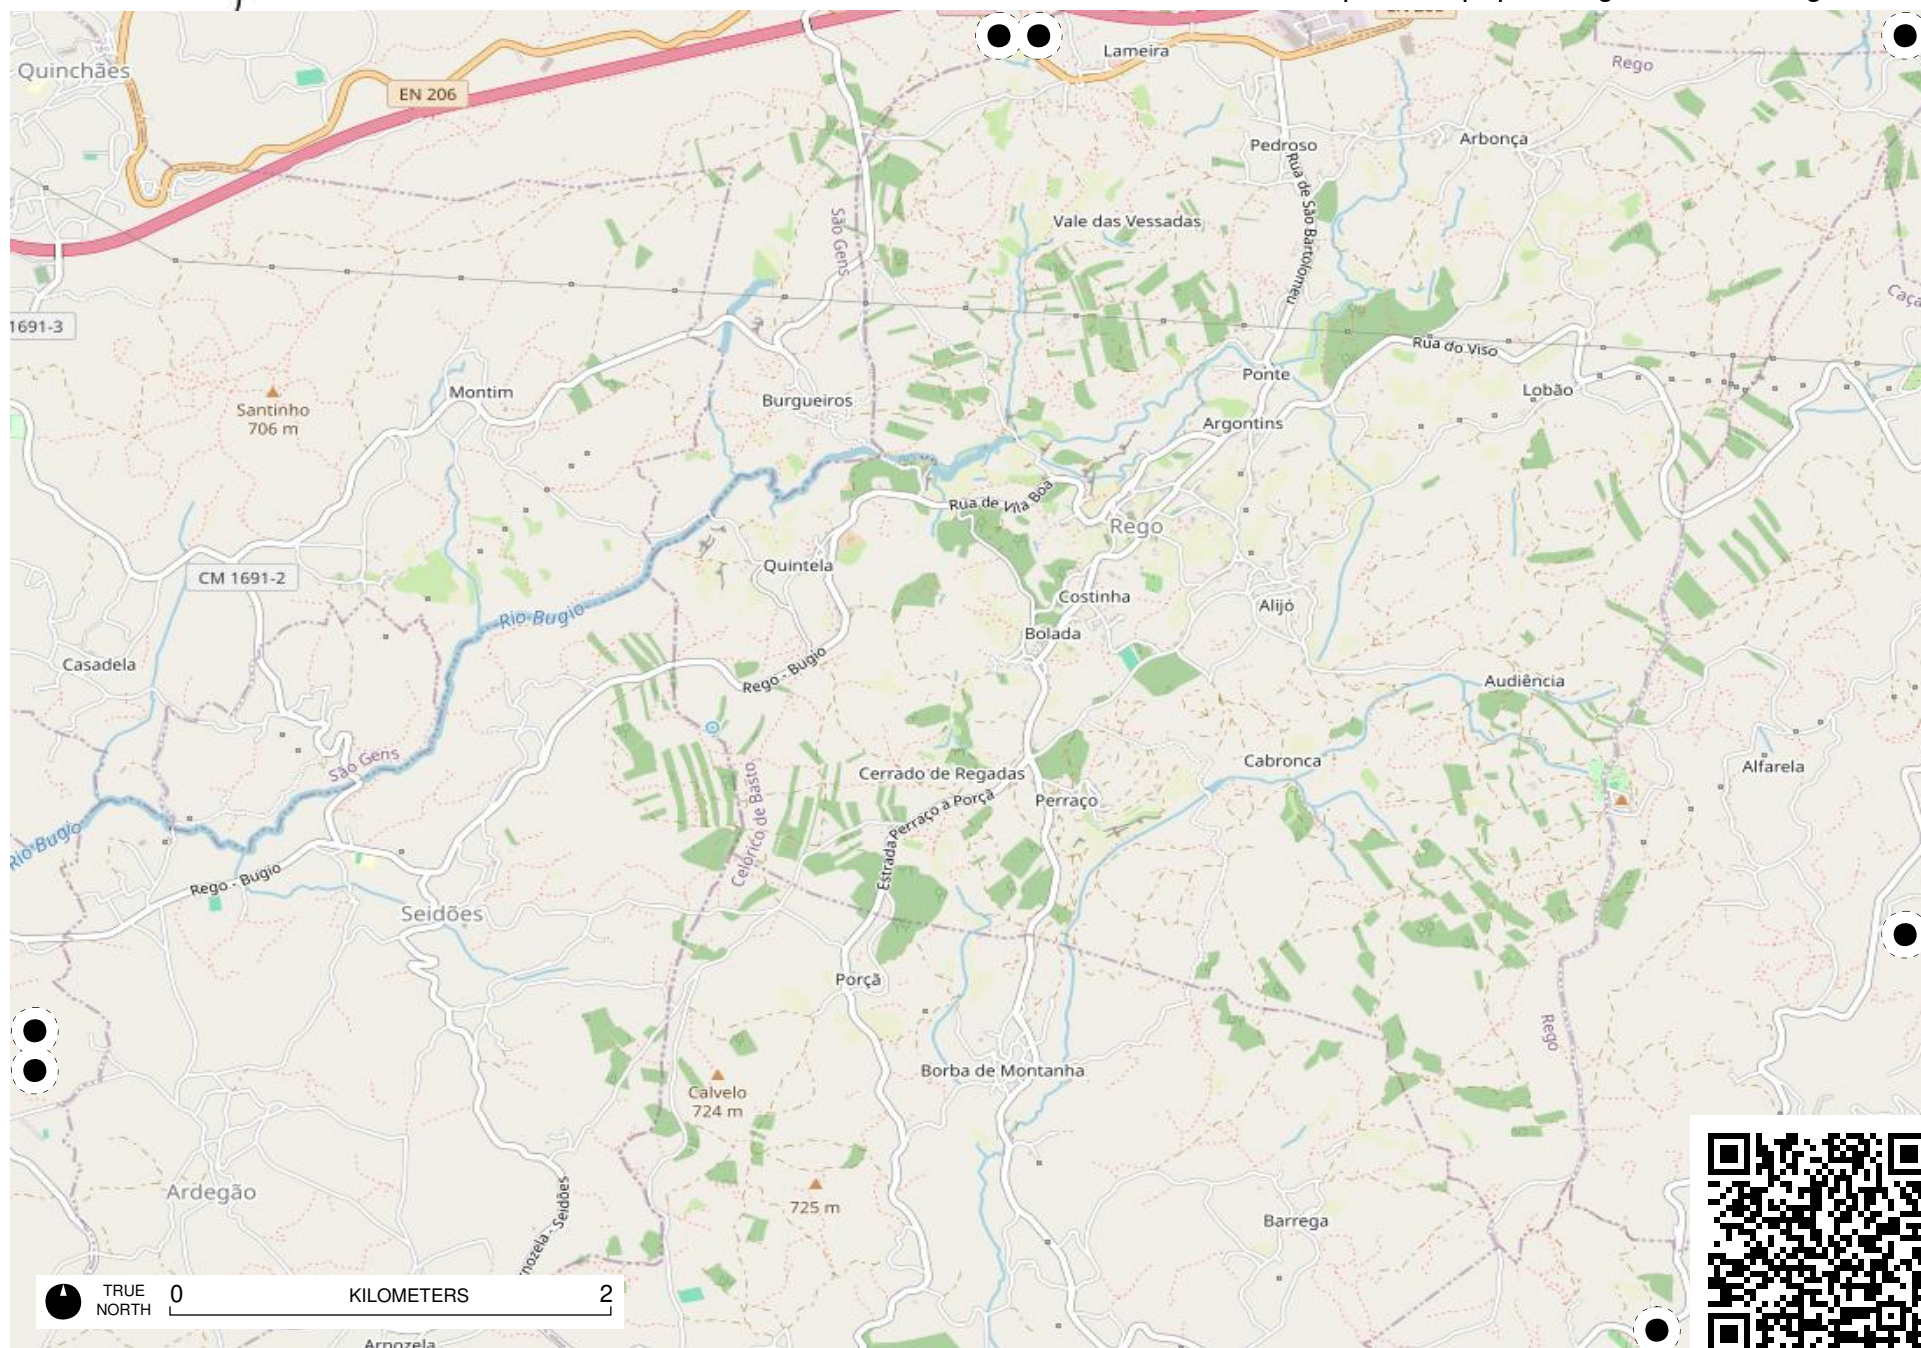 Lameira
Rego
Quinchães
EN 206
Pedroso
Arbonça
Rua de São Bartolomeu
São Gens
Vale das Vessadas
1691-3
Rua do Viso
Santinho
706 m
Montim
Burgueiros
Ponte
Lobão
Argontins
Rua de Vila Boa
Rego
Quintela
CM 1691-2
Rio Bugio
Costinha
Alijó
Bolada
Casadela
Rego - Bugio
Audiência
São Gens
Cabronca
Alfarela
Cerrado de Regadas
Perraço
Celorico de Basto
Estrada Perraço a Porçã
Rio Bugio
Rego - Bugio
Seidões
Porçã
Rego
Borba de Montanha
Calvelo
724 m
Ardegão
725 m
Barrega
TRUE NORTH
0 KILOMETERS 2
Arnozela